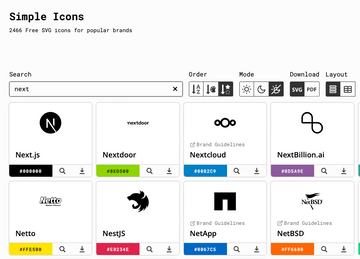 Simple Icons
2466 Free SVG icons for popular brands
Search
Order
Mode
Download
Layout
next
SVG
PDF
nextdoor
Brand Guidelines
Next.js
Nextdoor
Nextcloud
NextBillion.ai
#000000
#8ED500
#0082C9
#8D5A9E
Netto
NetBSD
Brand Guidelines
Brand Guidelines
Netto
NestJS
NetApp
NetBSD
#FFE500
#E0234E
#0067C5
#FF6600